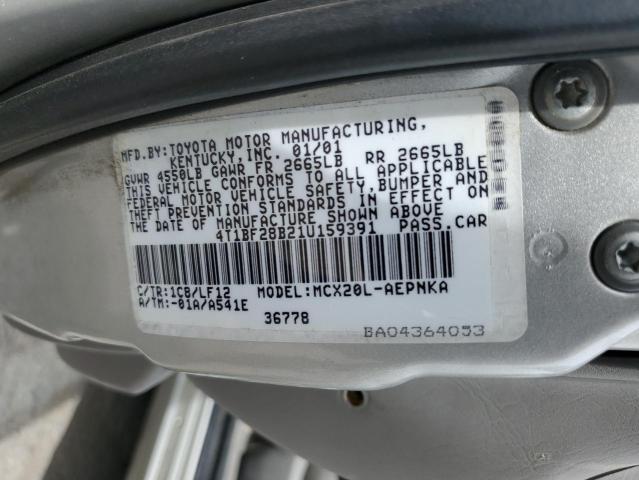 MFD.BY:TOYOTA MOTOR MANUFACTURING,
KENTUCKY,INC. 01/01
GVWR 4550LB GAWR FR 2665LB RR 2665LB
THIS VEHICLE CONFORMS TO ALL APPLICABLE
FEDERAL MOTOR VEHICLE SAFETY,BUMPER AND
THEFT PREVENTION STANDARDS IN EFFECT ON
THE DATE OF MANUFACTURE SHOWN ABOVE
4T1BF28B21U159391 PASS.CAR
C/TR:1C8/LF12 MODEL:MCX20L-AEPNKA
A/TM:-01A/A541E
36778
BA04364053